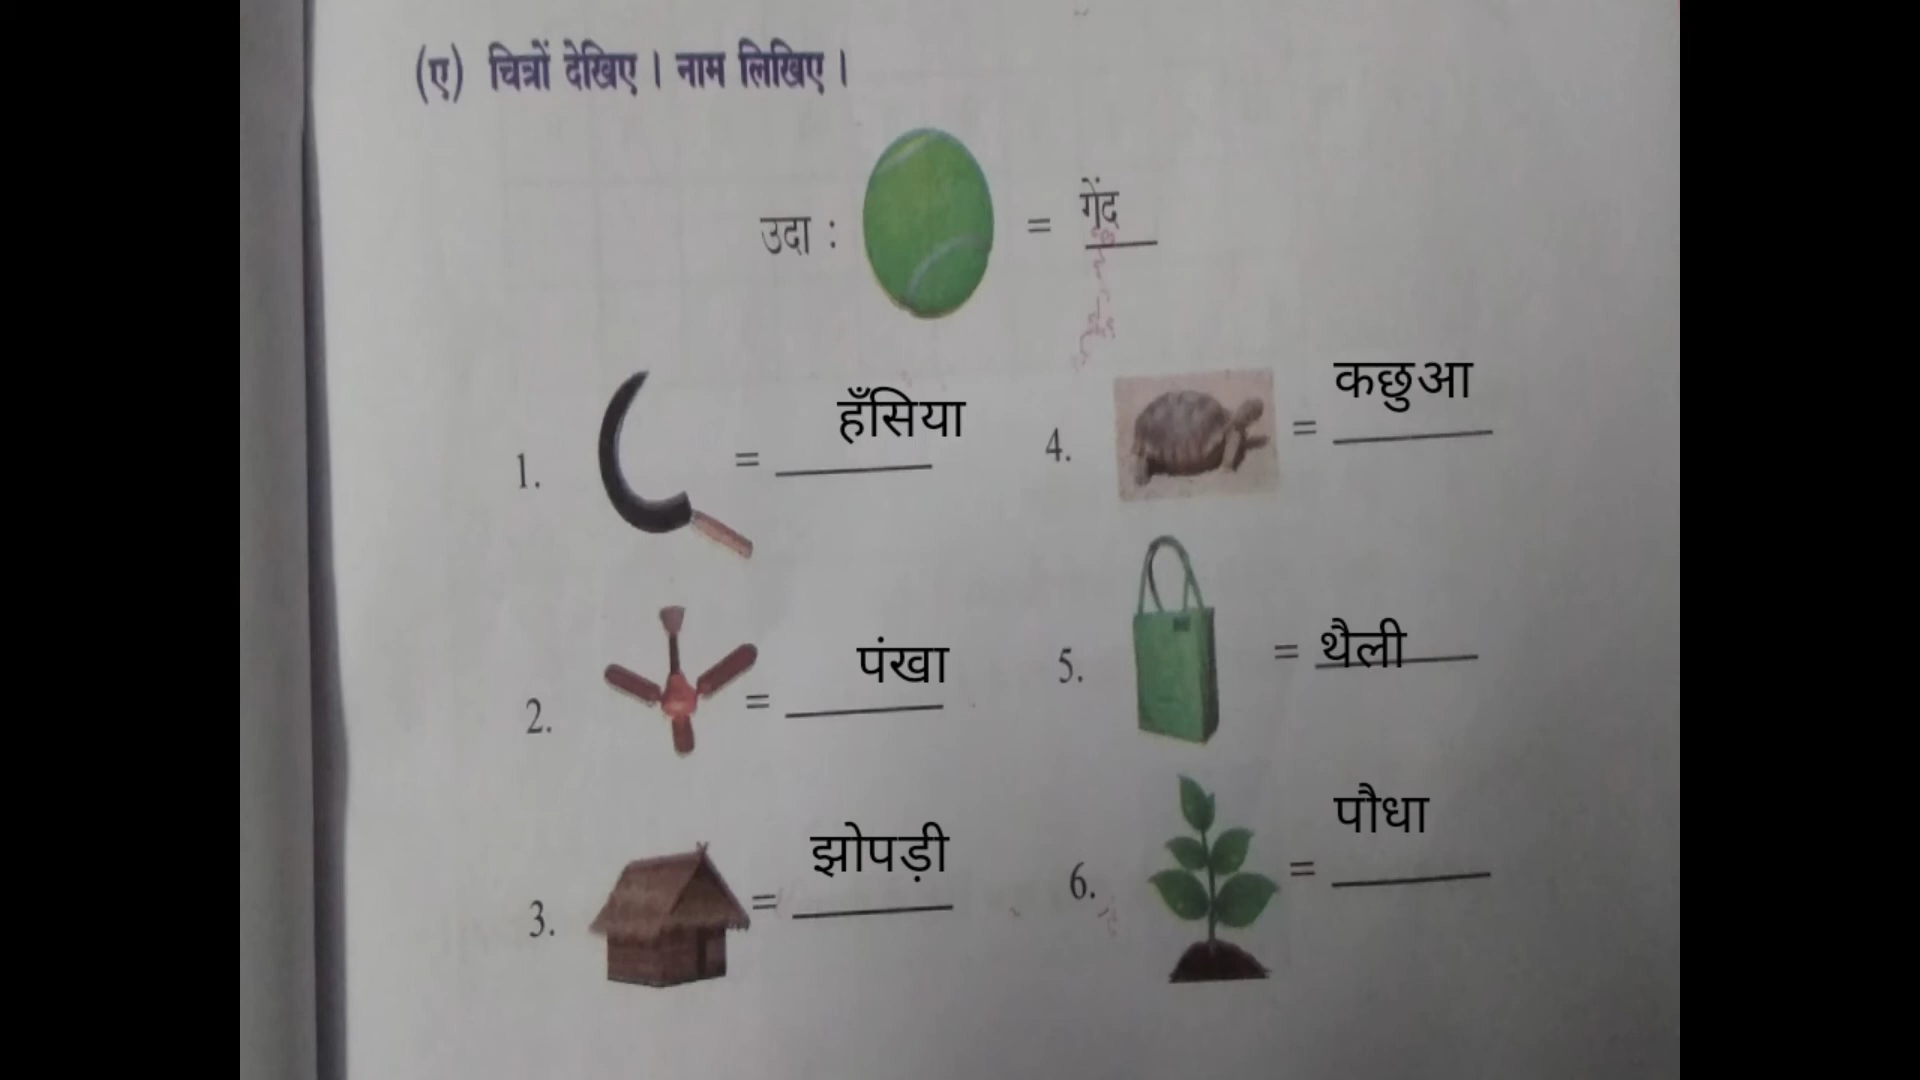 (ए) चित्रों देखिए । नाम लिखिए ।
उदा : = गेंद
1. = हँसिया
2. = पंखा
3. = झोपड़ी
4. = कछुआ
5. = थैली
6. = पौधा